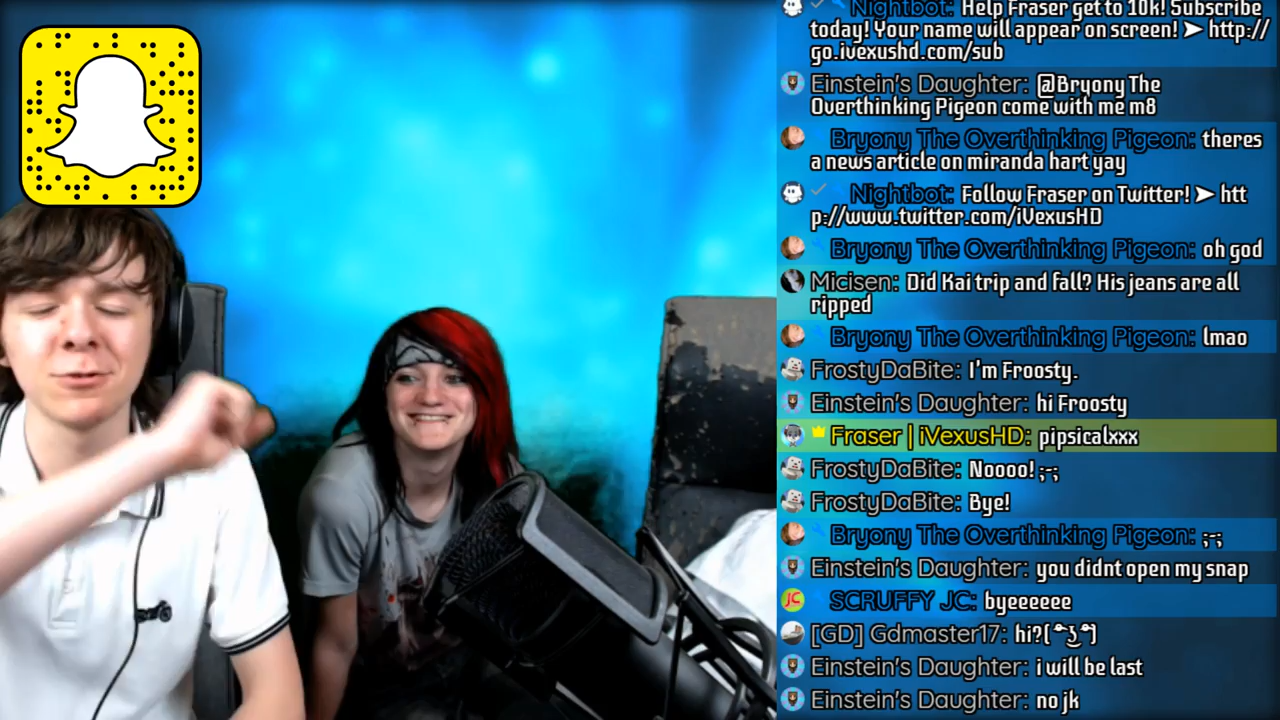 Nightbot: Help Fraser get to 10k! Subscribe
today! Your name will appear on screen! ➤ http://
go.ivexushd.com/sub
Einstein's Daughter: @Bryony The
Overthinking Pigeon come with me m8
Bryony The Overthinking Pigeon: theres
a news article on miranda hart yay
Nightbot: Follow Fraser on Twitter! ➤ htt
p://www.twitter.com/iVexusHD
Bryony The Overthinking Pigeon: oh god
Micisen: Did Kai trip and fall? His jeans are all
ripped
Bryony The Overthinking Pigeon: lmao
FrostyDaBite: I'm Froosty.
Einstein's Daughter: hi Froosty
Fraser | iVexusHD: pipsicalxxx
FrostyDaBite: Noooo! ;-;
FrostyDaBite: Bye!
Bryony The Overthinking Pigeon: ;-;
Einstein's Daughter: you didnt open my snap
JC SCRUFFY JC: byeeeeee
[GD] Gdmaster17: hi?( ͡° ͜ʖ ͡°)
Einstein's Daughter: i will be last
Einstein's Daughter: no jk